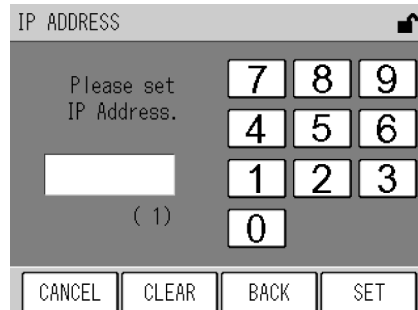 IP ADDRESS
Please set
IP Address.
( 1)
7 8 9
4 5 6
1 2 3
0
CANCEL CLEAR BACK SET